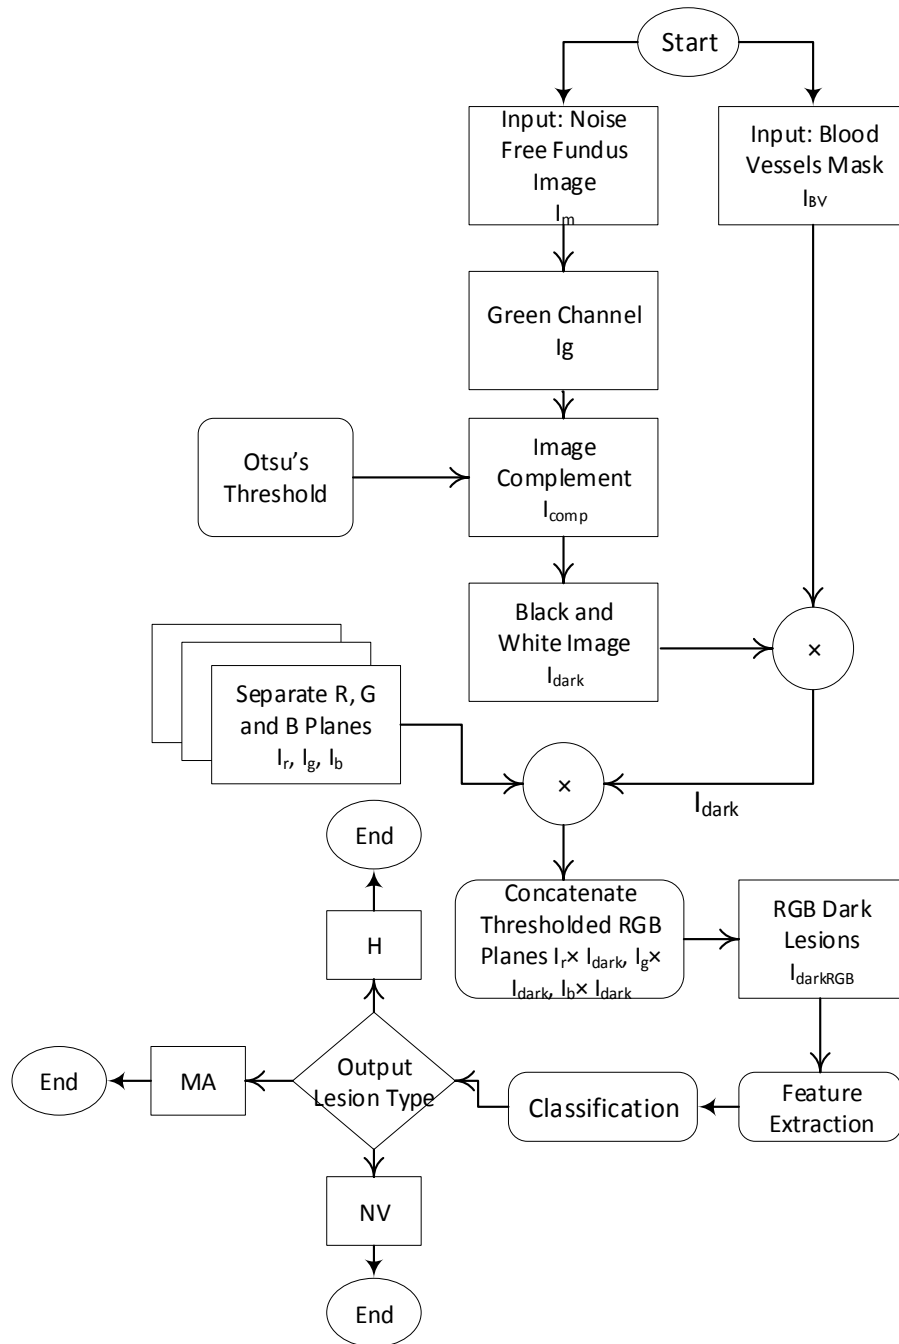 Start
Input: Noise
Free Fundus
Image
Im
Input: Blood
Vessels Mask
IBV
Green Channel
Ig
Otsu's
Threshold
Image
Complement
Icomp
Black and
White Image
Idark
×
Separate R, G
and B Planes
Ir, Ig, Ib
×
Idark
End
Concatenate
Thresholded RGB
Planes Ir× Idark, Ig×
Idark, Ib× Idark
RGB Dark
Lesions
IdarkRGB
H
End
MA
Output
Lesion Type
Classification
Feature
Extraction
NV
End